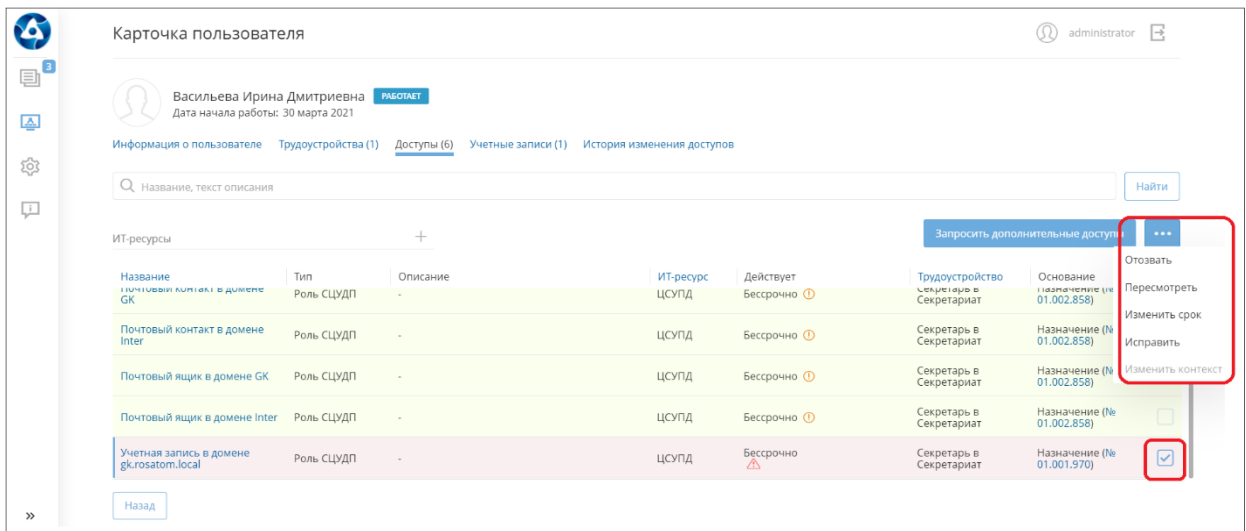 Карточка пользователя
administrator
3
Васильева Ирина Дмитриевна РАБОТАЕТ
Дата начала работы: 30 марта 2021
Информация о пользователе Трудоустройства (1) Доступы (6) Учетные записи (1) История изменения доступов
Название, текст описания
Найти
ИТ-ресурсы
Запросить дополнительные доступы
Отозвать
Пересмотреть
Изменить срок
Исправить
Изменить контекст
Название Тип Описание ИТ-ресурс Действует Трудоустройство Основание
Почтовый контакт в домене
GK
Роль СЦУДП - ЦСУПД Бессрочно
Секретарь в
Секретариат
Назначение (№
01.002.858)
Почтовый контакт в домене
Inter
Роль СЦУДП - ЦСУПД Бессрочно
Секретарь в
Секретариат
Назначение (№
01.002.858)
Почтовый ящик в домене GK Роль СЦУДП - ЦСУПД Бессрочно
Секретарь в
Секретариат
Назначение (№
01.002.858)
Почтовый ящик в домене Inter Роль СЦУДП - ЦСУПД Бессрочно
Секретарь в
Секретариат
Назначение (№
01.002.858)
Учетная запись в домене
gk.rosatom.local
Роль СЦУДП - ЦСУПД Бессрочно
Секретарь в
Секретариат
Назначение (№
01.001.970)
Назад
»